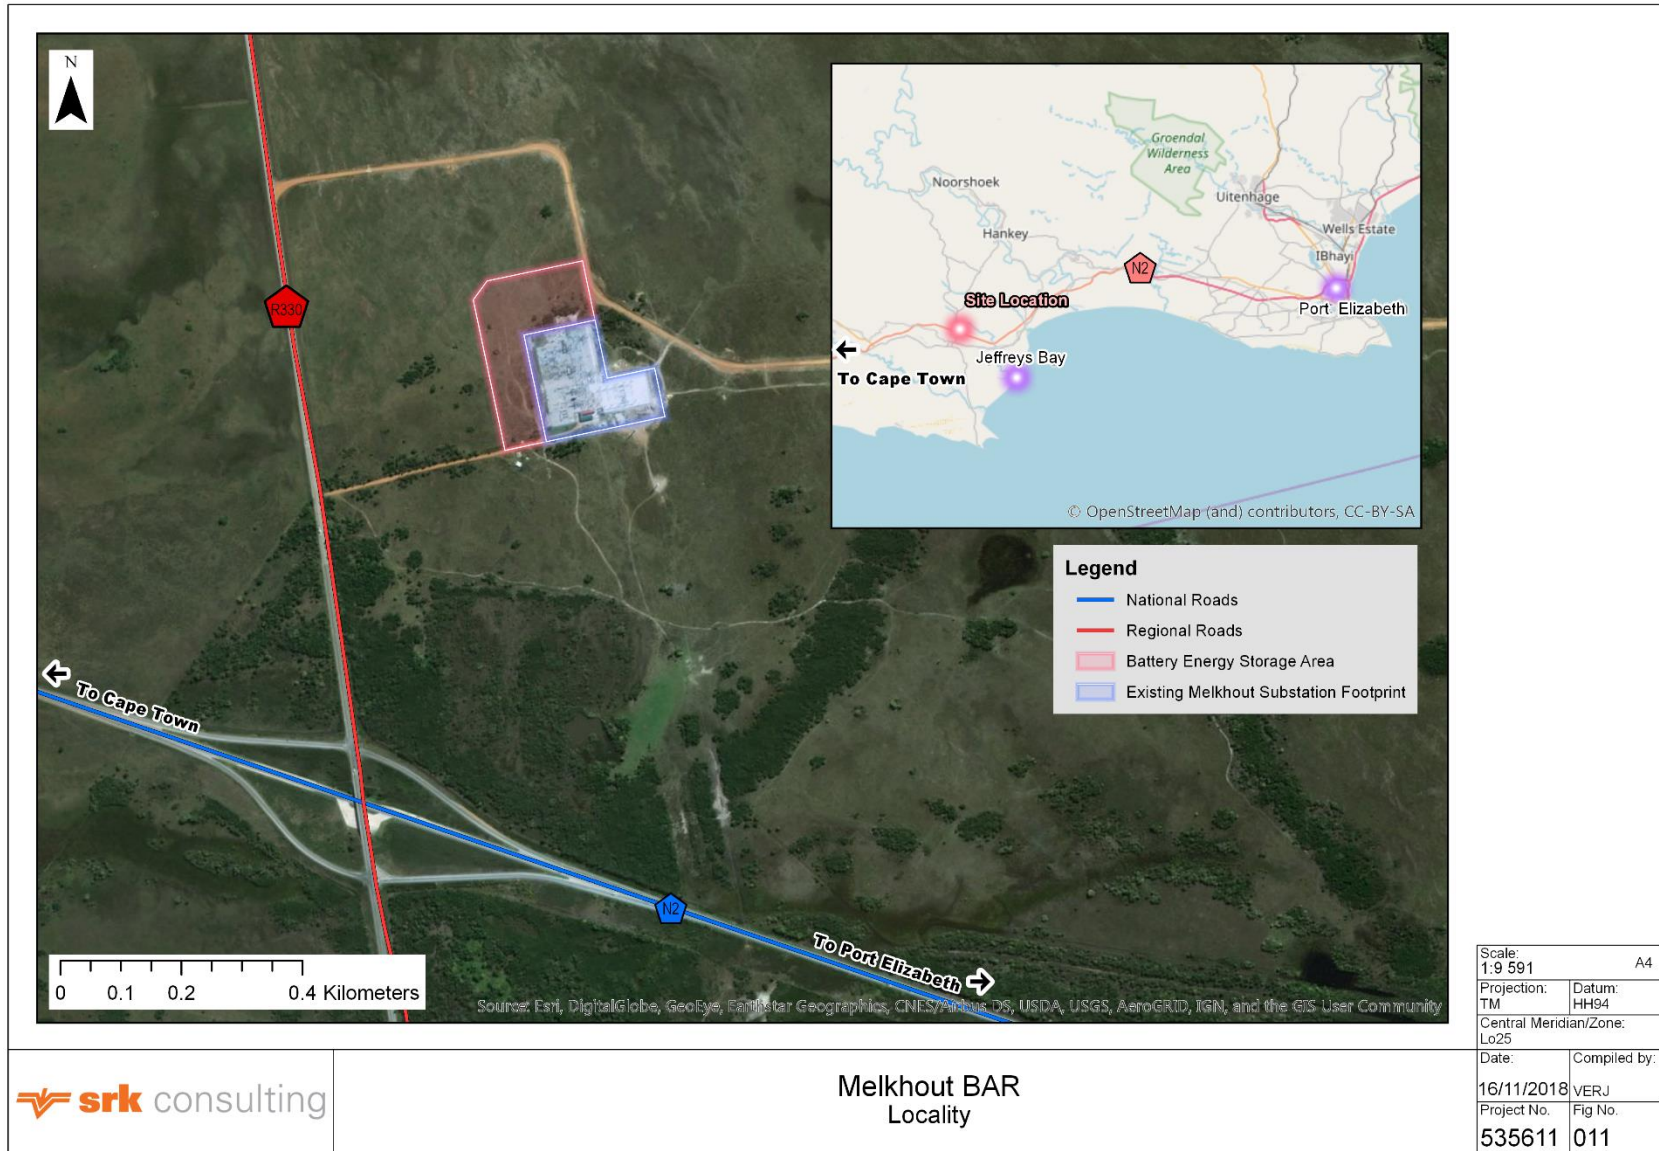 N
R330
Groendal
Wilderness
Area
Noorshoek
Uitenhage
Hankey
Wells Estate
IBhayi
N2
Site Location
Port Elizabeth
Jeffreys Bay
To Cape Town
© OpenStreetMap (and) contributors, CC-BY-SA
Legend
National Roads
Regional Roads
Battery Energy Storage Area
Existing Melkhout Substation Footprint
To Cape Town
N2
To Port Elizabeth
0 0.1 0.2 0.4 Kilometers
Source: Esri, DigitalGlobe, GeoEye, Earthstar Geographics, CNES/Airbus DS, USDA, USGS, AeroGRID, IGN, and the GIS User Community
Scale:
1:9 591 A4
Projection: Datum:
TM HH94
Central Meridian/Zone:
Lo25
Date: Compiled by:
16/11/2018 VERJ
Project No. Fig No.
535611 011
srk consulting
Melkhout BAR
Locality